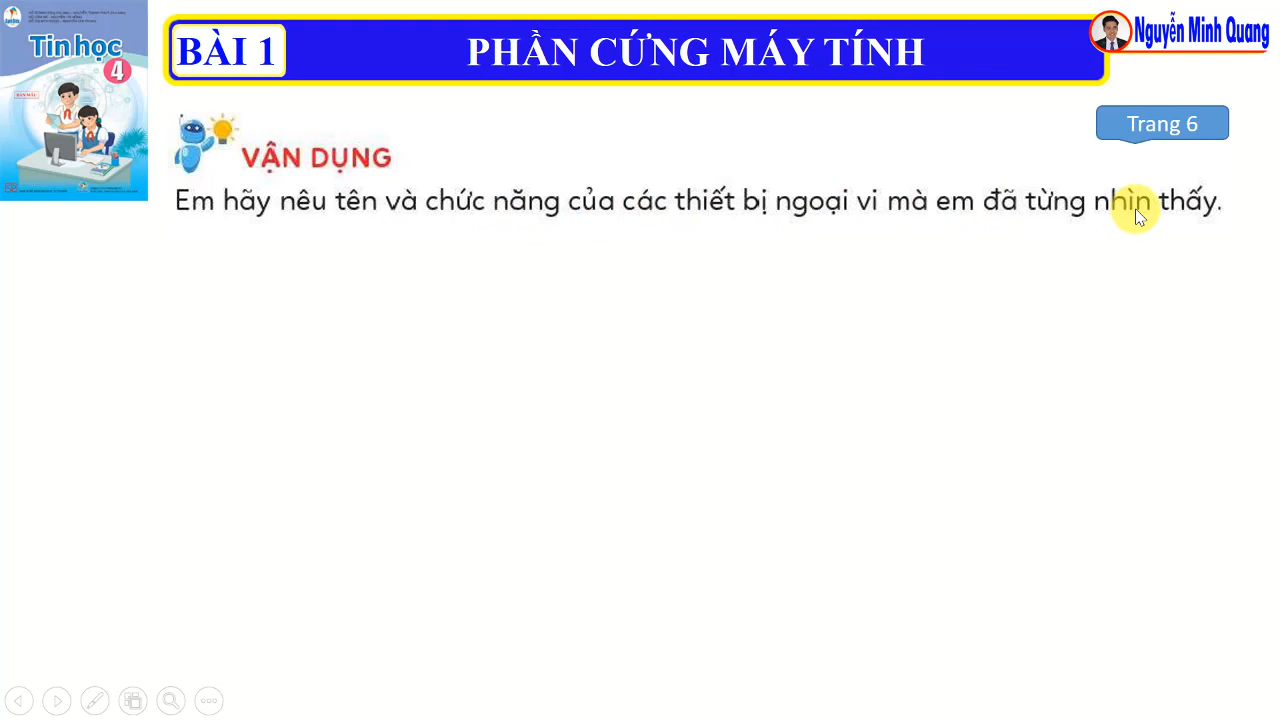 Tin học
4
BÀI 1
PHẦN CỨNG MÁY TÍNH
Nguyễn Minh Quang
Trang 6
VẬN DỤNG
Em hãy nêu tên và chức năng của các thiết bị ngoại vi mà em đã từng nhìn thấy.